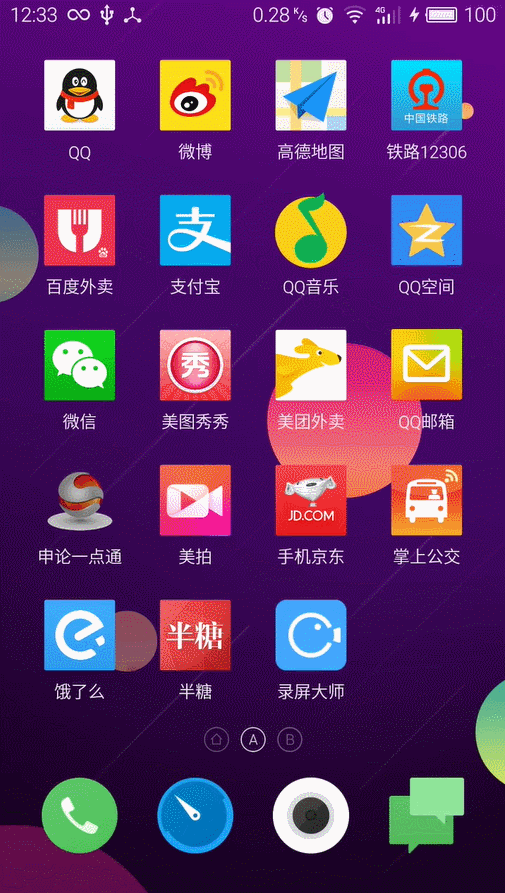 12:33
0.28 K/s 4G 100
QQ
微博
高德地图
中国铁路
铁路12306
百度外卖
支
支付宝
QQ音乐
QQ空间
微信
秀
美图秀秀
美团外卖
QQ邮箱
申论一点通
美拍
JD.COM
手机京东
掌上公交
饿了么
半糖
半糖
录屏大师
A B